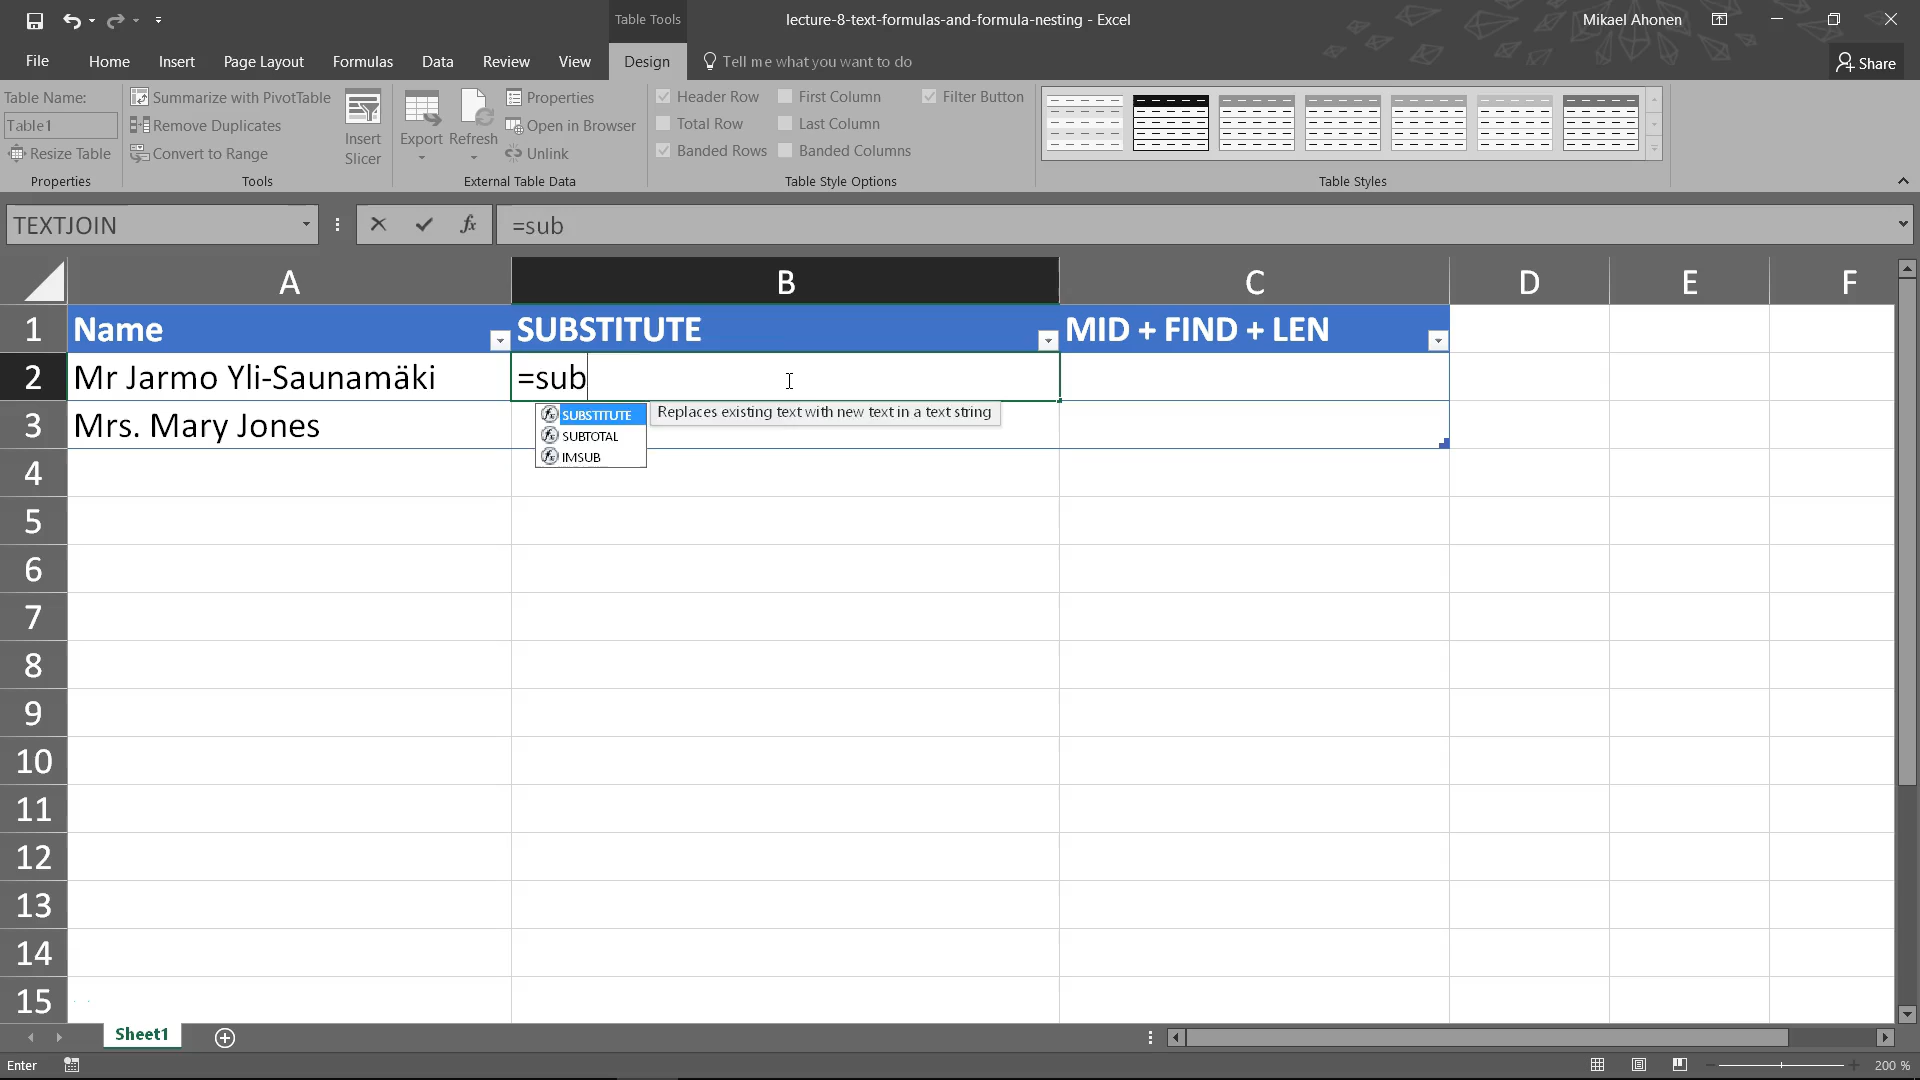 Table Tools
lecture-8-text-formulas-and-formula-nesting - Excel
Mikael Ahonen
File Home Insert Page Layout Formulas Data Review View Design Tell me what you want to do Share
Table Name:
Table1
Resize Table
Properties
Summarize with PivotTable
Remove Duplicates
Convert to Range
Insert
Slicer
Tools
Export
Refresh
Properties
Open in Browser
Unlink
External Table Data
Header Row First Column Filter Button
Total Row Last Column
Banded Rows Banded Columns
Table Style Options
Table Styles
TEXTJOIN fx =sub
A B C D E F
1 Name SUBSTITUTE MID + FIND + LEN
2 Mr Jarmo Yli-Saunamäki =sub
fx SUBSTITUTE Replaces existing text with new text in a text string
3 Mrs. Mary Jones
fx SUBTOTAL
fx IMSUB
4
5
6
7
8
9
10
11
12
13
14
15
Sheet1
Enter 200 %